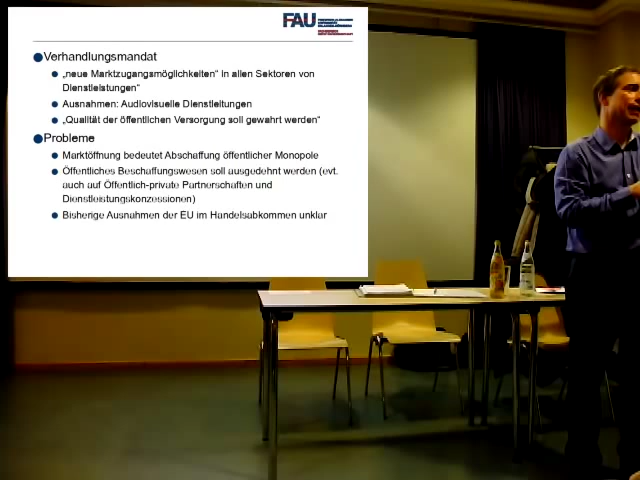 FAU
Verhandlungsmandat
„neue Marktzugangsmöglichkeiten“ in allen Sektoren von
Dienstleistungen“
Ausnahmen: Audiovisuelle Dienstleitungen
„Qualität der öffentlichen Versorgung soll gewahrt werden“
Probleme
Marktöffnung bedeutet Abschaffung öffentlicher Monopole
Öffentliches Beschaffungswesen soll ausgedehnt werden (evt.
auch auf Öffentlich-private Partnerschaften und
Dienstleistungskonzessionen)
Bisherige Ausnahmen der EU im Handelsabkommen unklar